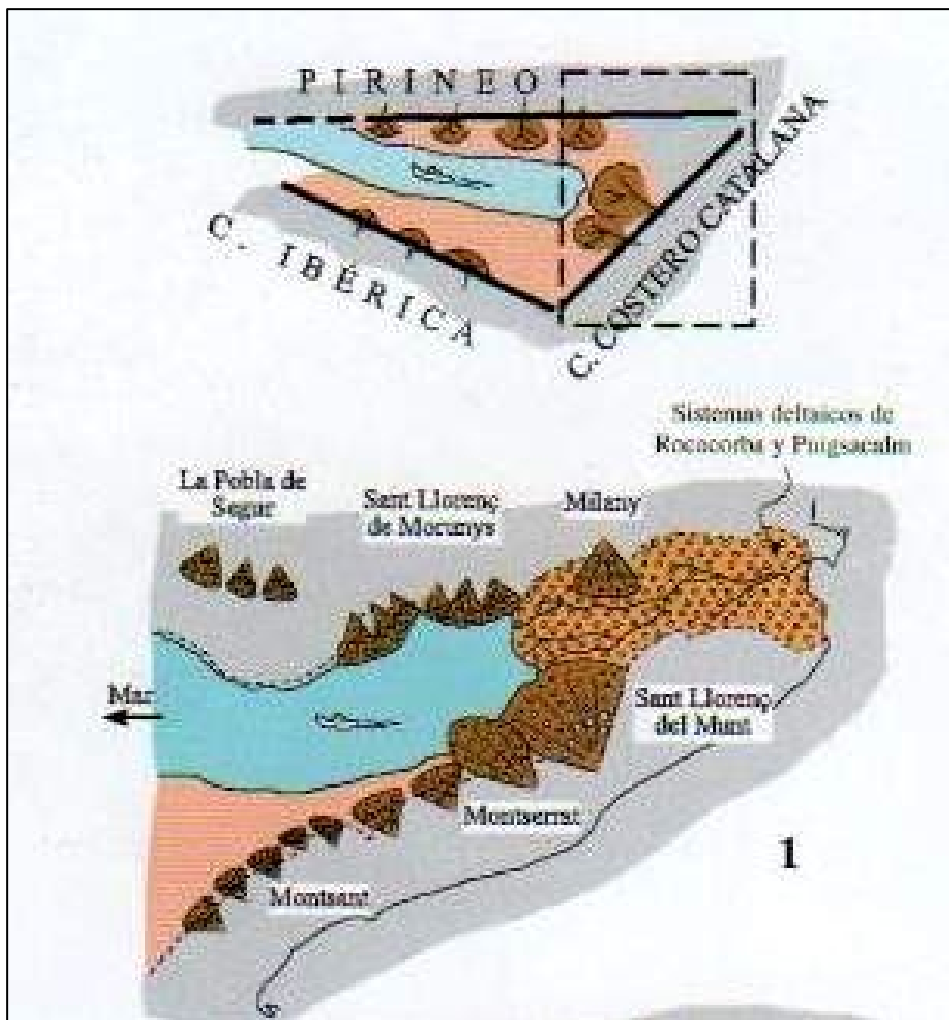 PIRINEO
C. IBÉRICA
C. COSTERO CATALANA
Sistemas deltaicos de
Rocacorba y Puigsacalm
La Pobla de
Segur
Sant Llorenç
de Morunys
Milany
Mar
Sant Llorenç
del Munt
Montserrat
Montsant
1